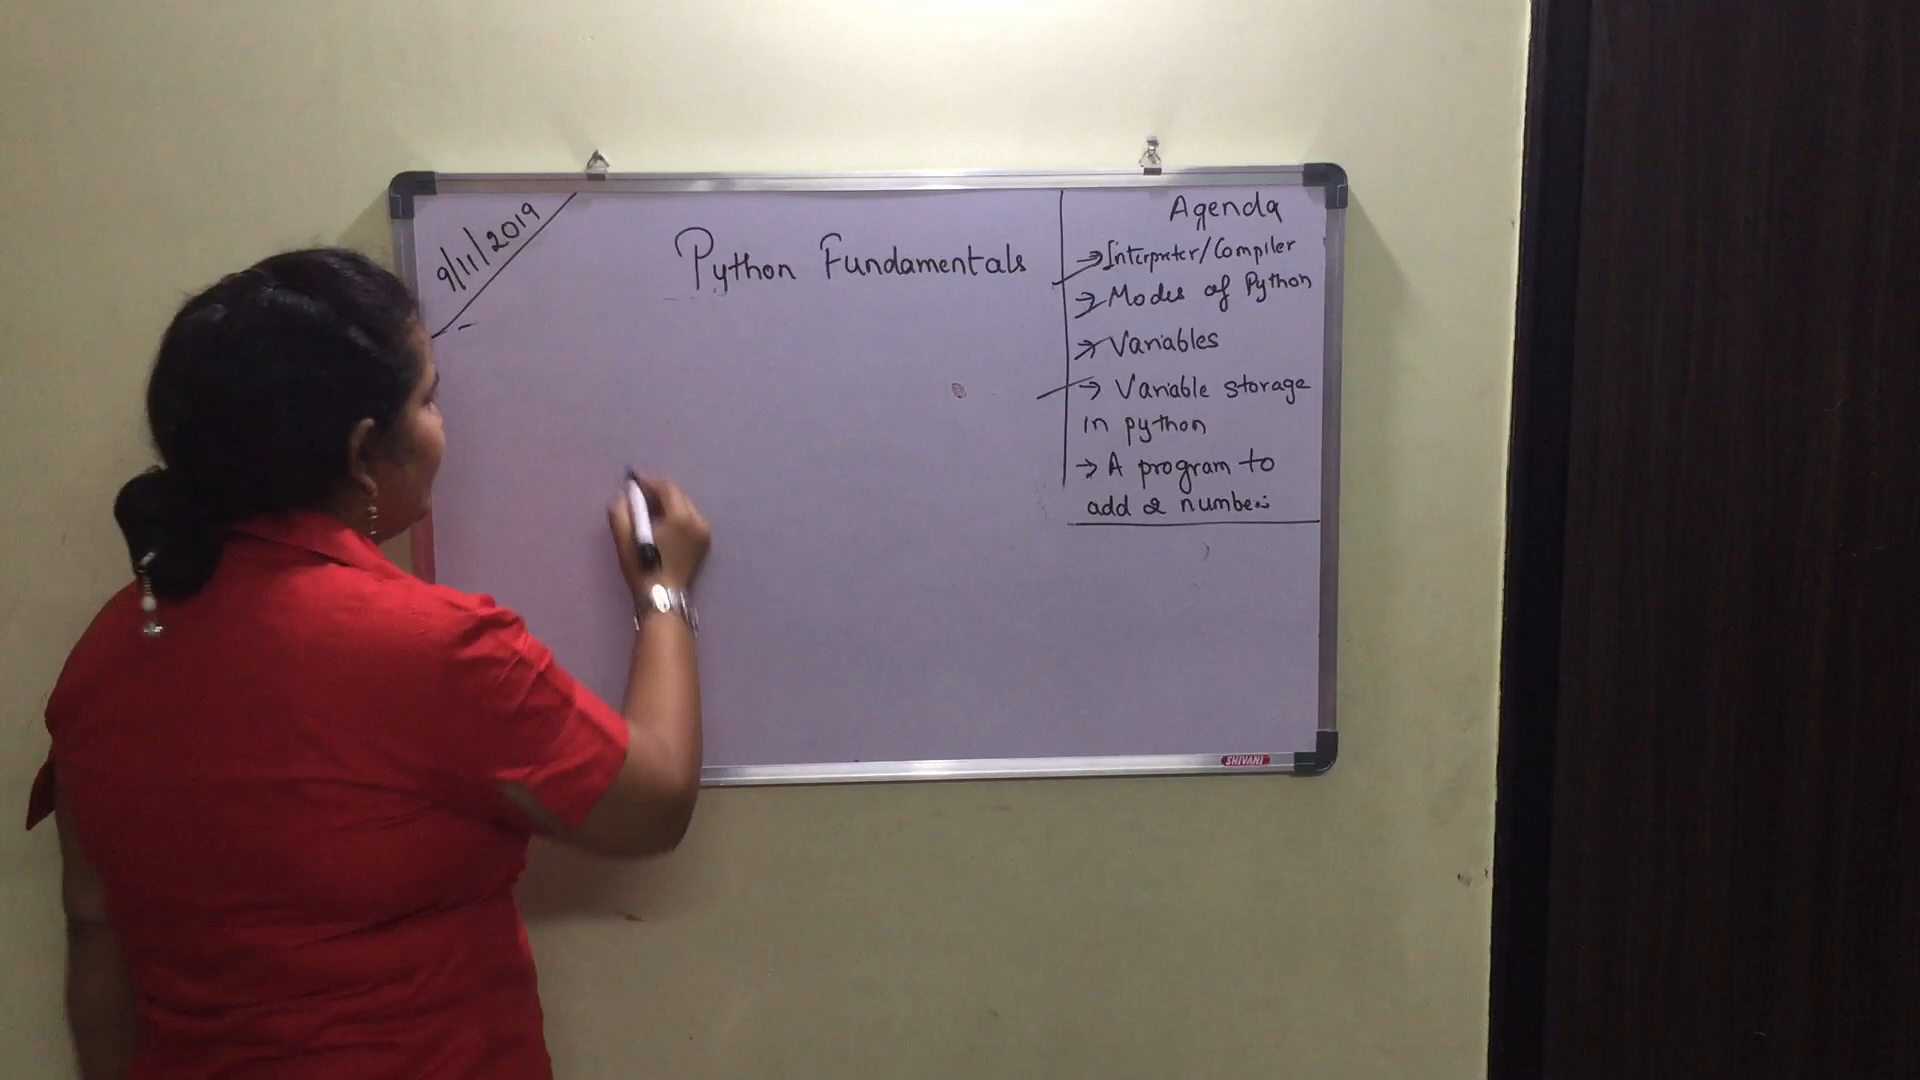 9/11/2019
Python Fundamentals
Agenda
→ Interpreter/Compiler
→ Modes of Python
→ Variables
→ Variable storage
in python
→ A program to
add 2 numbers
SHIVANI